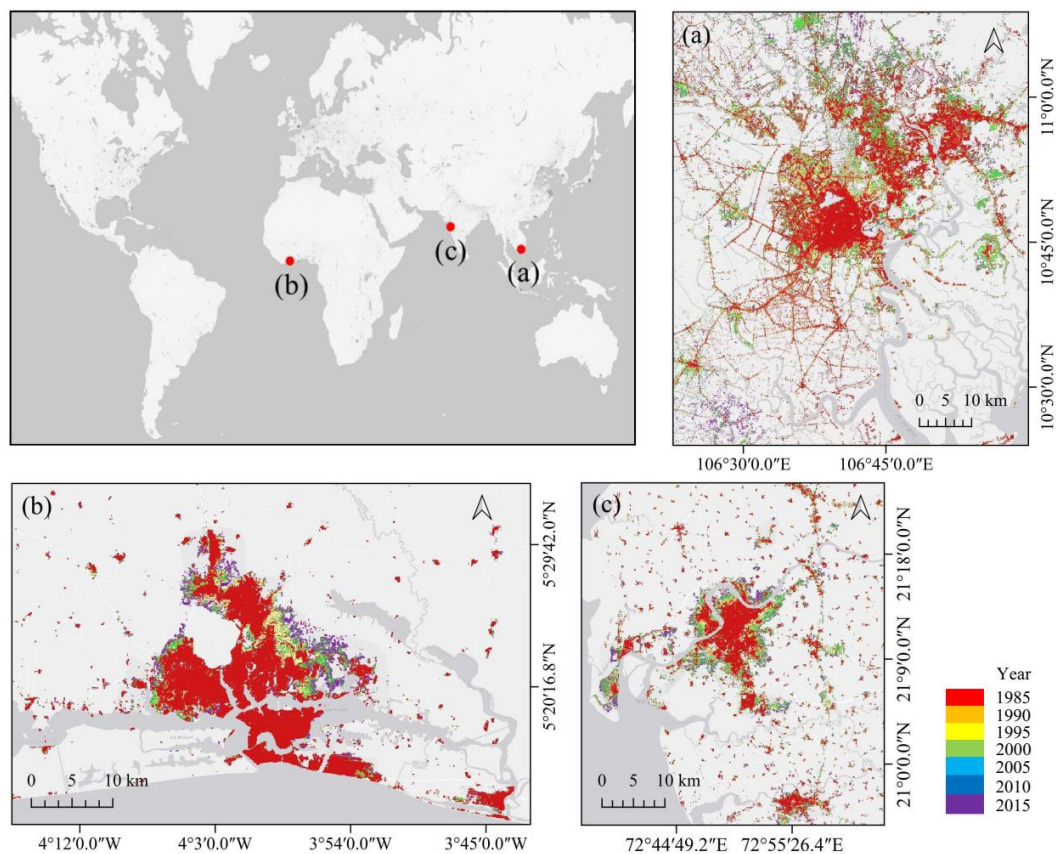 (b)
(c)
(a)
(a)
11°0′0.0″N
10°45′0.0″N
10°30′0.0″N
0 5 10 km
106°30′0.0″E 106°45′0.0″E
(b)
5°29′42.0″N
5°20′16.8″N
0 5 10 km
4°12′0.0″W 4°3′0.0″W 3°54′0.0″W 3°45′0.0″W
(c)
21°18′0.0″N
21°9′0.0″N
21°0′0.0″N
0 5 10 km
72°44′49.2″E 72°55′26.4″E
Year
1985
1990
1995
2000
2005
2010
2015